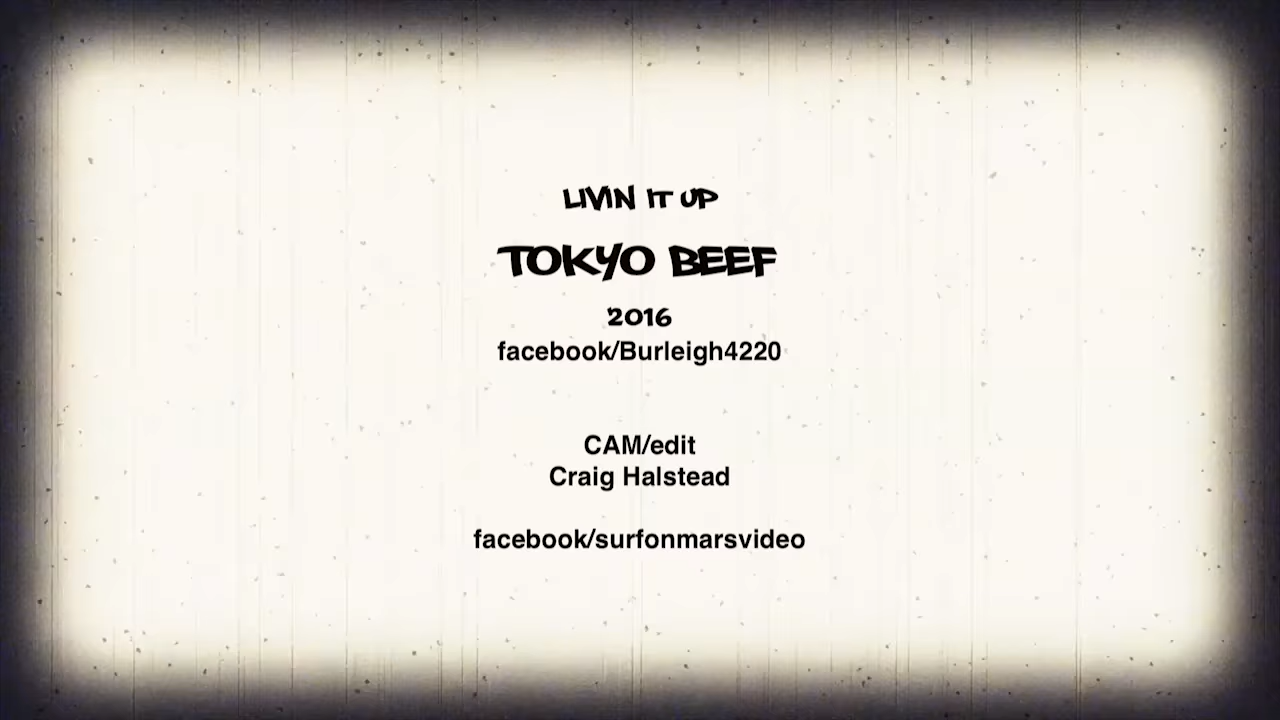 LIVIN IT UP
TOKYO BEEF
2016
facebook/Burleigh4220
CAM/edit
Craig Halstead
facebook/surfonmarsvideo